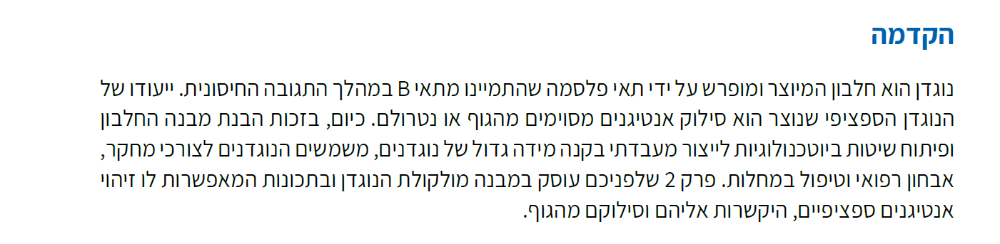 הקדמה
נוגדן הוא חלבון המיוצר ומופרש על ידי תאי פלסמה שהתמיינו מתאי B במהלך התגובה החיסונית. ייעודו של
הנוגדן הספציפי שנוצר הוא סילוק אנטיגנים מסוימים מהגוף או נטרולם. כיום, בזכות הבנת מבנה החלבון
ופיתוח שיטות ביוטכנולוגיות לייצור מעבדתי בקנה מידה גדול של נוגדנים, משמשים הנוגדנים לצורכי מחקר,
אבחון רפואי וטיפול במחלות. פרק 2 שלפניכם עוסק במבנה מולקולת הנוגדן ובתכונות המאפשרות לו זיהוי
אנטיגנים ספציפיים, היקשרות אליהם וסילוקם מהגוף.